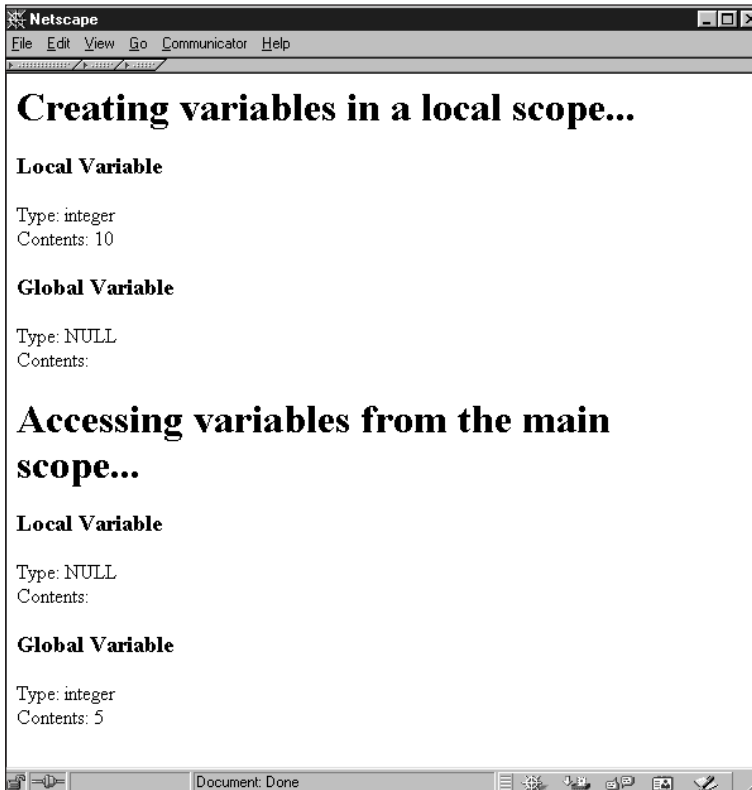 Netscape
File Edit View Go Communicator Help
Creating variables in a local scope...
Local Variable
Type: integer
Contents: 10
Global Variable
Type: NULL
Contents:
Accessing variables from the main
scope...
Local Variable
Type: NULL
Contents:
Global Variable
Type: integer
Contents: 5
Document: Done